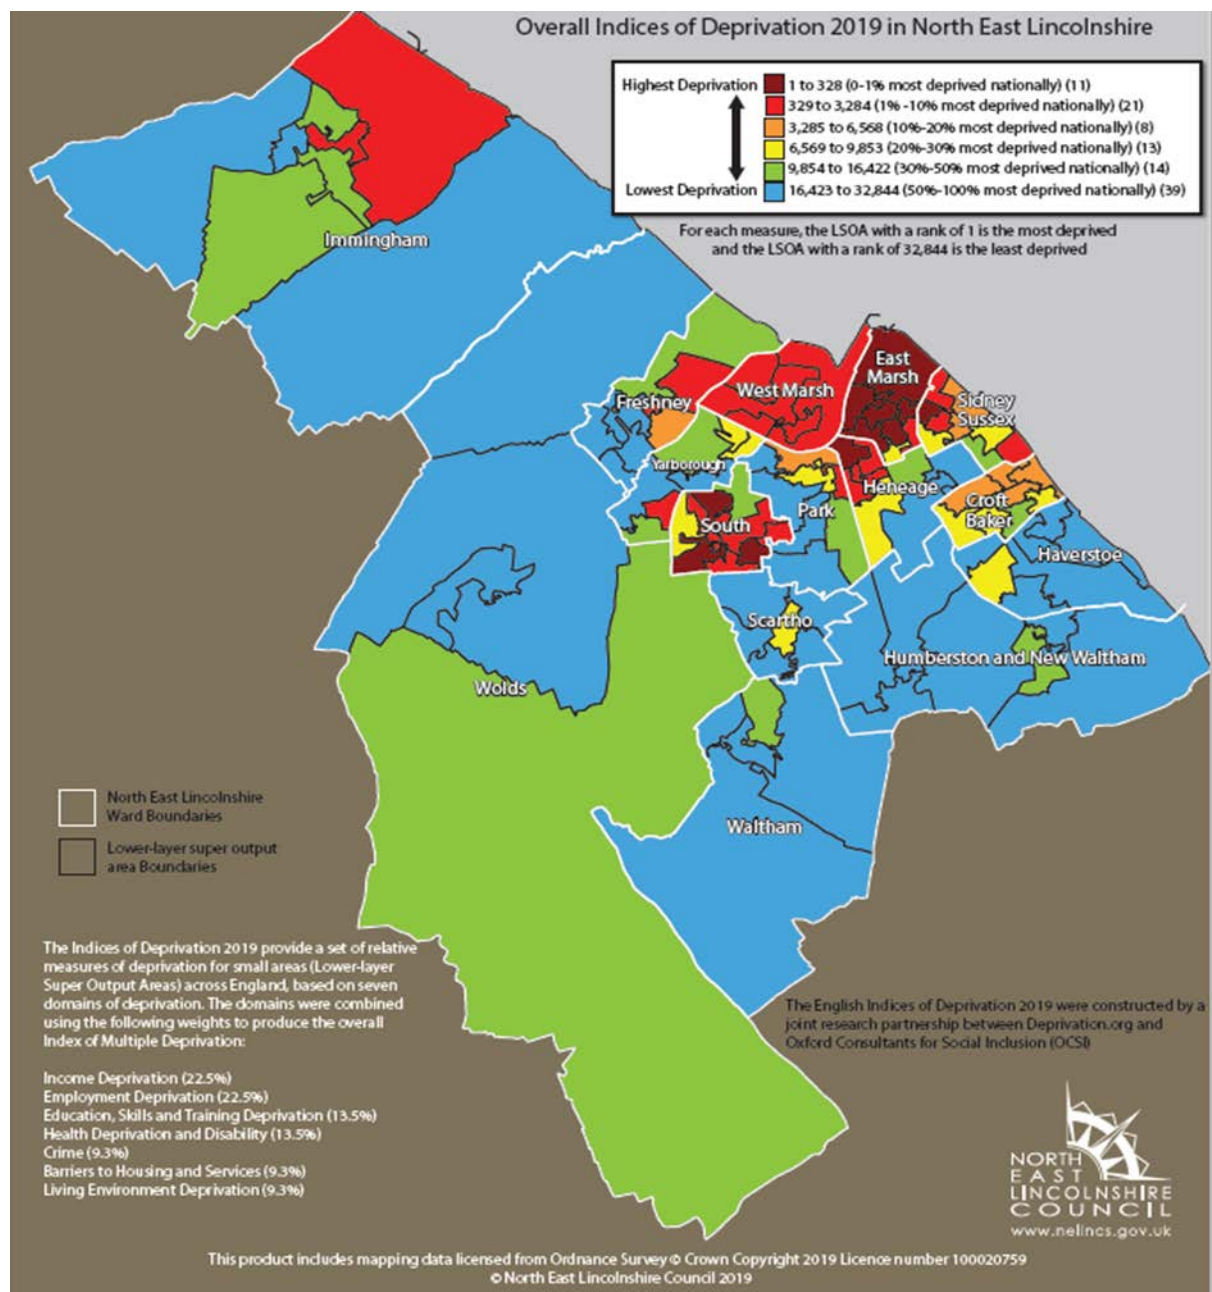 Overall Indices of Deprivation 2019 in North East Lincolnshire
Highest Deprivation
1 to 328 (0-1% most deprived nationally) (11)
329 to 3,284 (1% -10% most deprived nationally) (21)
3,285 to 6,568 (10%-20% most deprived nationally) (8)
6,569 to 9,853 (20%-30% most deprived nationally) (13)
9,854 to 16,422 (30%-50% most deprived nationally) (14)
Lowest Deprivation
16,423 to 32,844 (50%-100% most deprived nationally) (39)
For each measure, the LSOA with a rank of 1 is the most deprived
and the LSOA with a rank of 32,844 is the least deprived
Immingham
East
Marsh
West Marsh
Freshney
Sidney
Sussex
Yarborough
Heneage
Park
Croft
Baker
South
Haverstoe
Scartho
Humberston and New Waltham
Wolds
Waltham
North East Lincolnshire
Ward Boundaries
Lower-layer super output
area Boundaries
The Indices of Deprivation 2019 provide a set of relative
measures of deprivation for small areas (Lower-layer
Super Output Areas) across England, based on seven
domains of deprivation. The domains were combined
using the following weights to produce the overall
Index of Multiple Deprivation:
Income Deprivation (22.5%)
Employment Deprivation (22.5%)
Education, Skills and Training Deprivation (13.5%)
Health Deprivation and Disability (13.5%)
Crime (9.3%)
Barriers to Housing and Services (9.3%)
Living Environment Deprivation (9.3%)
The English Indices of Deprivation 2019 were constructed by a
joint research partnership between Deprivation.org and
Oxford Consultants for Social Inclusion (OCSI)
NORTH
EAST
LINCOLNSHIRE
COUNCIL
www.nelincs.gov.uk
This product includes mapping data licensed from Ordnance Survey © Crown Copyright 2019 Licence number 100020759
© North East Lincolnshire Council 2019